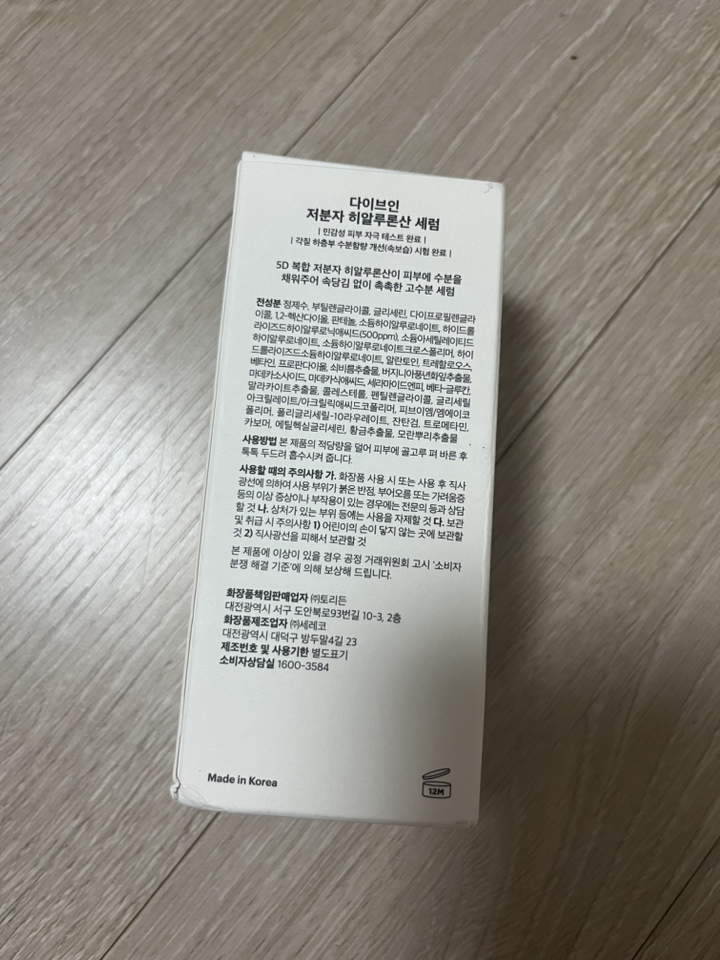 다이브인
저분자 히알루론산 세럼
| 민감성 피부 자극 테스트 완료 |
| 각질 하층부 수분함량 개선(속보습) 시험 완료 |
5D 복합 저분자 히알루론산이 피부에 수분을
채워주어 속당김 없이 촉촉한 고수분 세럼
전성분 정제수, 부틸렌글라이콜, 글리세린, 다이프로필렌글라
이콜, 1,2-헥산다이올, 판테놀, 소듐하이알루로네이트, 하이드롤
라이즈드하이알루로닉애씨드(500ppm), 소듐아세틸레이티드
하이알루로네이트, 소듐하이알루로네이트크로스폴리머, 하이
드롤라이즈드소듐하이알루로네이트, 알란토인, 트레할로오스,
베타인, 프로판다이올, 쇠비름추출물, 버지니아풍년화잎추출물,
마데카소사이드, 마데카식애씨드, 세라마이드엔피, 베타-글루칸,
말라카이트추출물, 콜레스테롤, 펜틸렌글라이콜, 글리세릴
아크릴레이트/아크릴릭애씨드코폴리머, 피브이엠/엠에이코
폴리머, 폴리글리세릴-10라우레이트, 잔탄검, 트로메타민,
카보머, 에틸헥실글리세린, 황금추출물, 모란뿌리추출물
사용방법 본 제품의 적당량을 덜어 피부에 골고루 펴 바른 후
톡톡 두드려 흡수시켜 줍니다.
사용할 때의 주의사항 가. 화장품 사용 시 또는 사용 후 직사
광선에 의하여 사용 부위가 붉은 반점, 부어오름 또는 가려움증
등의 이상 증상이나 부작용이 있는 경우에는 전문의 등과 상담
할 것 나. 상처가 있는 부위 등에는 사용을 자제할 것 다. 보관
및 취급 시 주의사항 1) 어린이의 손이 닿지 않는 곳에 보관할
것 2) 직사광선을 피해서 보관할 것
본 제품에 이상이 있을 경우 공정 거래위원회 고시 '소비자
분쟁 해결 기준'에 의해 보상해 드립니다.
화장품책임판매업자 ㈜토리든
대전광역시 서구 도안북로93번길 10-3, 2층
화장품제조업자 ㈜세레코
대전광역시 대덕구 방두말4길 23
제조번호 및 사용기한 별도표기
소비자상담실 1600-3584
Made in Korea
12M